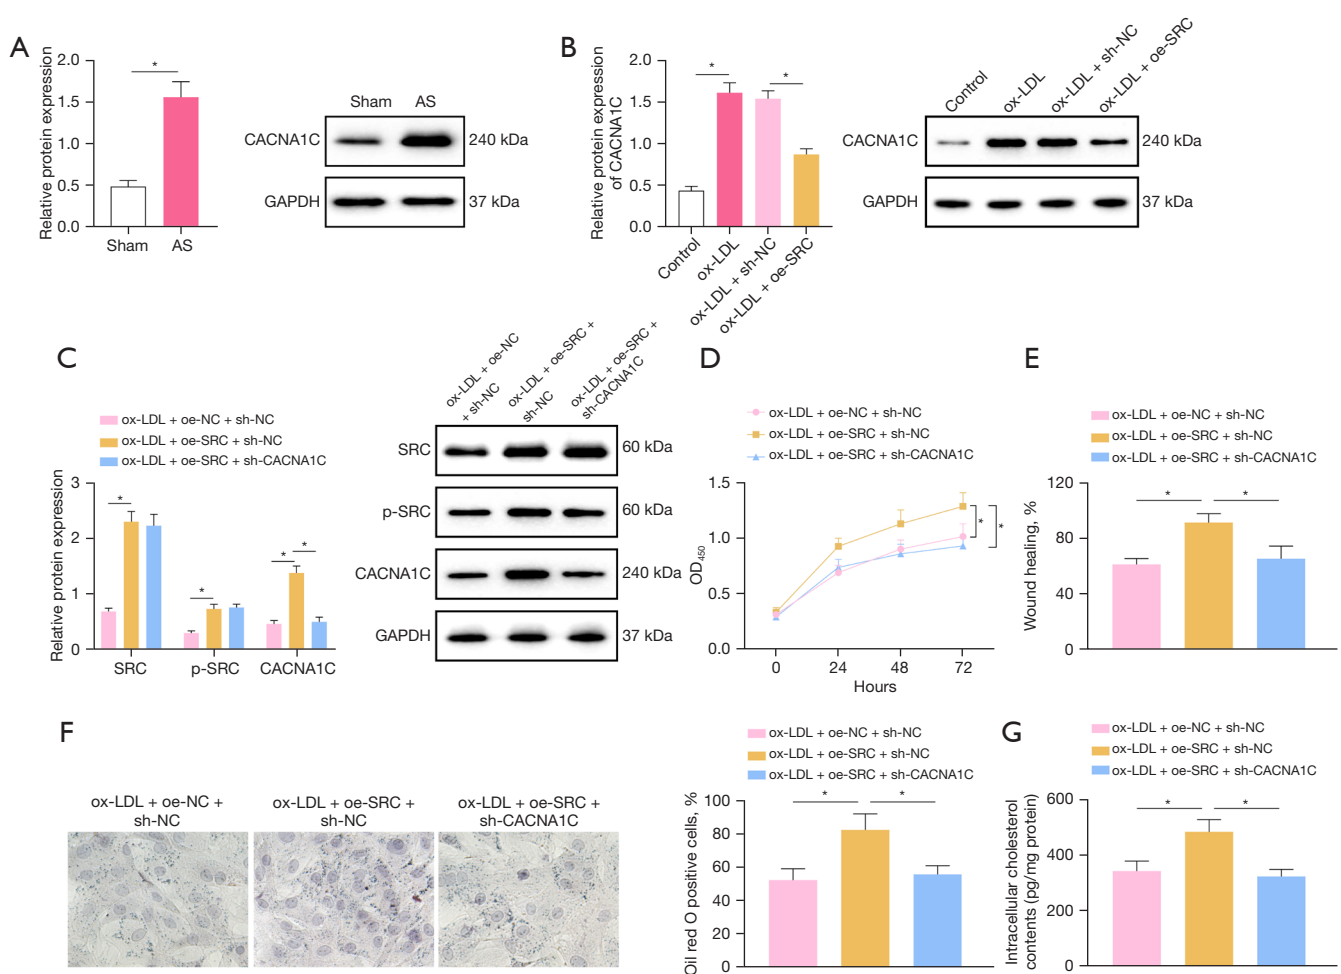 A
Relative protein expression
2.0
1.5
1.0
0.5
0.0
*
Sham
AS
Sham
AS
CACNA1C
240 kDa
GAPDH
37 kDa
B
Relative protein expression
of CACNA1C
2.0
1.5
1.0
0.5
0.0
*
*
Control
ox-LDL
ox-LDL + sh-NC
ox-LDL + oe-SRC
Control
ox-LDL
ox-LDL + sh-NC
ox-LDL + oe-SRC
CACNA1C
240 kDa
GAPDH
37 kDa
C
ox-LDL + oe-NC + sh-NC
ox-LDL + oe-SRC + sh-NC
ox-LDL + oe-SRC + sh-CACNA1C
Relative protein expression
3
2
1
0
*
*
*
*
SRC
p-SRC
CACNA1C
ox-LDL + oe-NC
+ sh-NC
ox-LDL + oe-SRC +
sh-NC
ox-LDL + oe-SRC +
sh-CACNA1C
SRC
60 kDa
p-SRC
60 kDa
CACNA1C
240 kDa
GAPDH
37 kDa
D
ox-LDL + oe-NC + sh-NC
ox-LDL + oe-SRC + sh-NC
ox-LDL + oe-SRC + sh-CACNA1C
OD450
1.5
1.0
0.5
0.0
*
*
0
24
48
72
Hours
E
ox-LDL + oe-NC + sh-NC
ox-LDL + oe-SRC + sh-NC
ox-LDL + oe-SRC + sh-CACNA1C
Wound healing, %
120
80
40
0
*
*
F
ox-LDL + oe-NC +
sh-NC
ox-LDL + oe-SRC +
sh-NC
ox-LDL + oe-SRC +
sh-CACNA1C
ox-LDL + oe-NC + sh-NC
ox-LDL + oe-SRC + sh-NC
ox-LDL + oe-SRC + sh-CACNA1C
Oil red O positive cells, %
100
80
60
40
20
0
*
*
G
ox-LDL + oe-NC + sh-NC
ox-LDL + oe-SRC + sh-NC
ox-LDL + oe-SRC + sh-CACNA1C
Intracellular cholesterol
contents (pg/mg protein)
600
400
200
0
*
*